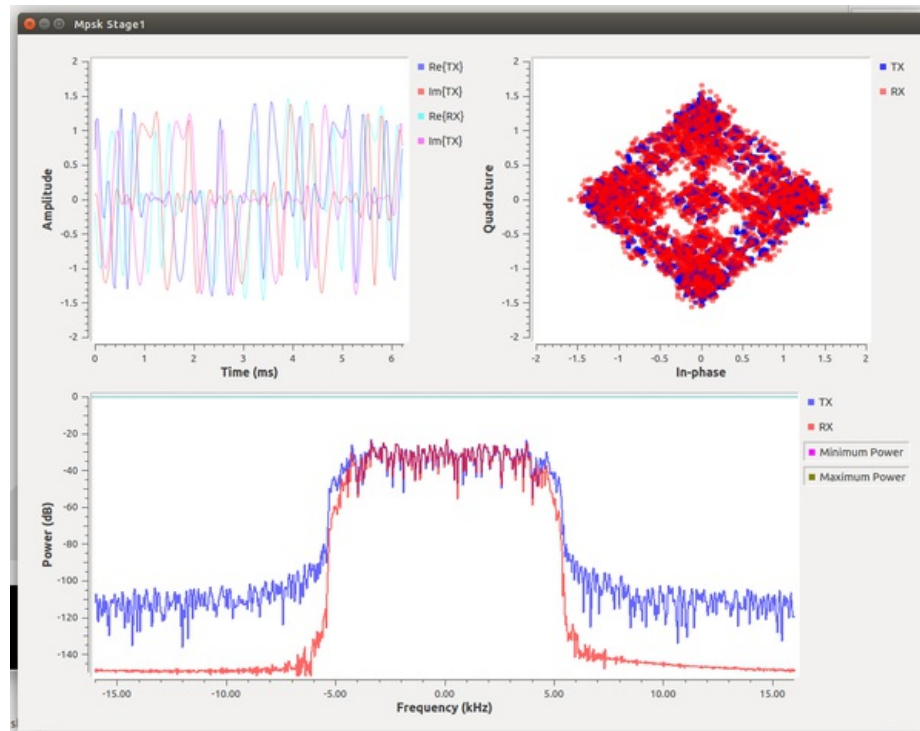 Mpsk Stage1
2
1.5
1
0.5
0
-0.5
-1
-1.5
-2
Amplitude
0 1 2 3 4 5 6
Time (ms)
Re{TX}
Im{TX}
Re{RX}
Im{TX}
2
1.5
1
0.5
0
-0.5
-1
-1.5
-2
Quadrature
-2 -1.5 -1 -0.5 0 0.5 1 1.5 2
In-phase
TX
RX
0
-20
-40
-60
-80
-100
-120
-140
Power (dB)
-15.00 -10.00 -5.00 0.00 5.00 10.00 15.00
Frequency (kHz)
TX
RX
Minimum Power
Maximum Power